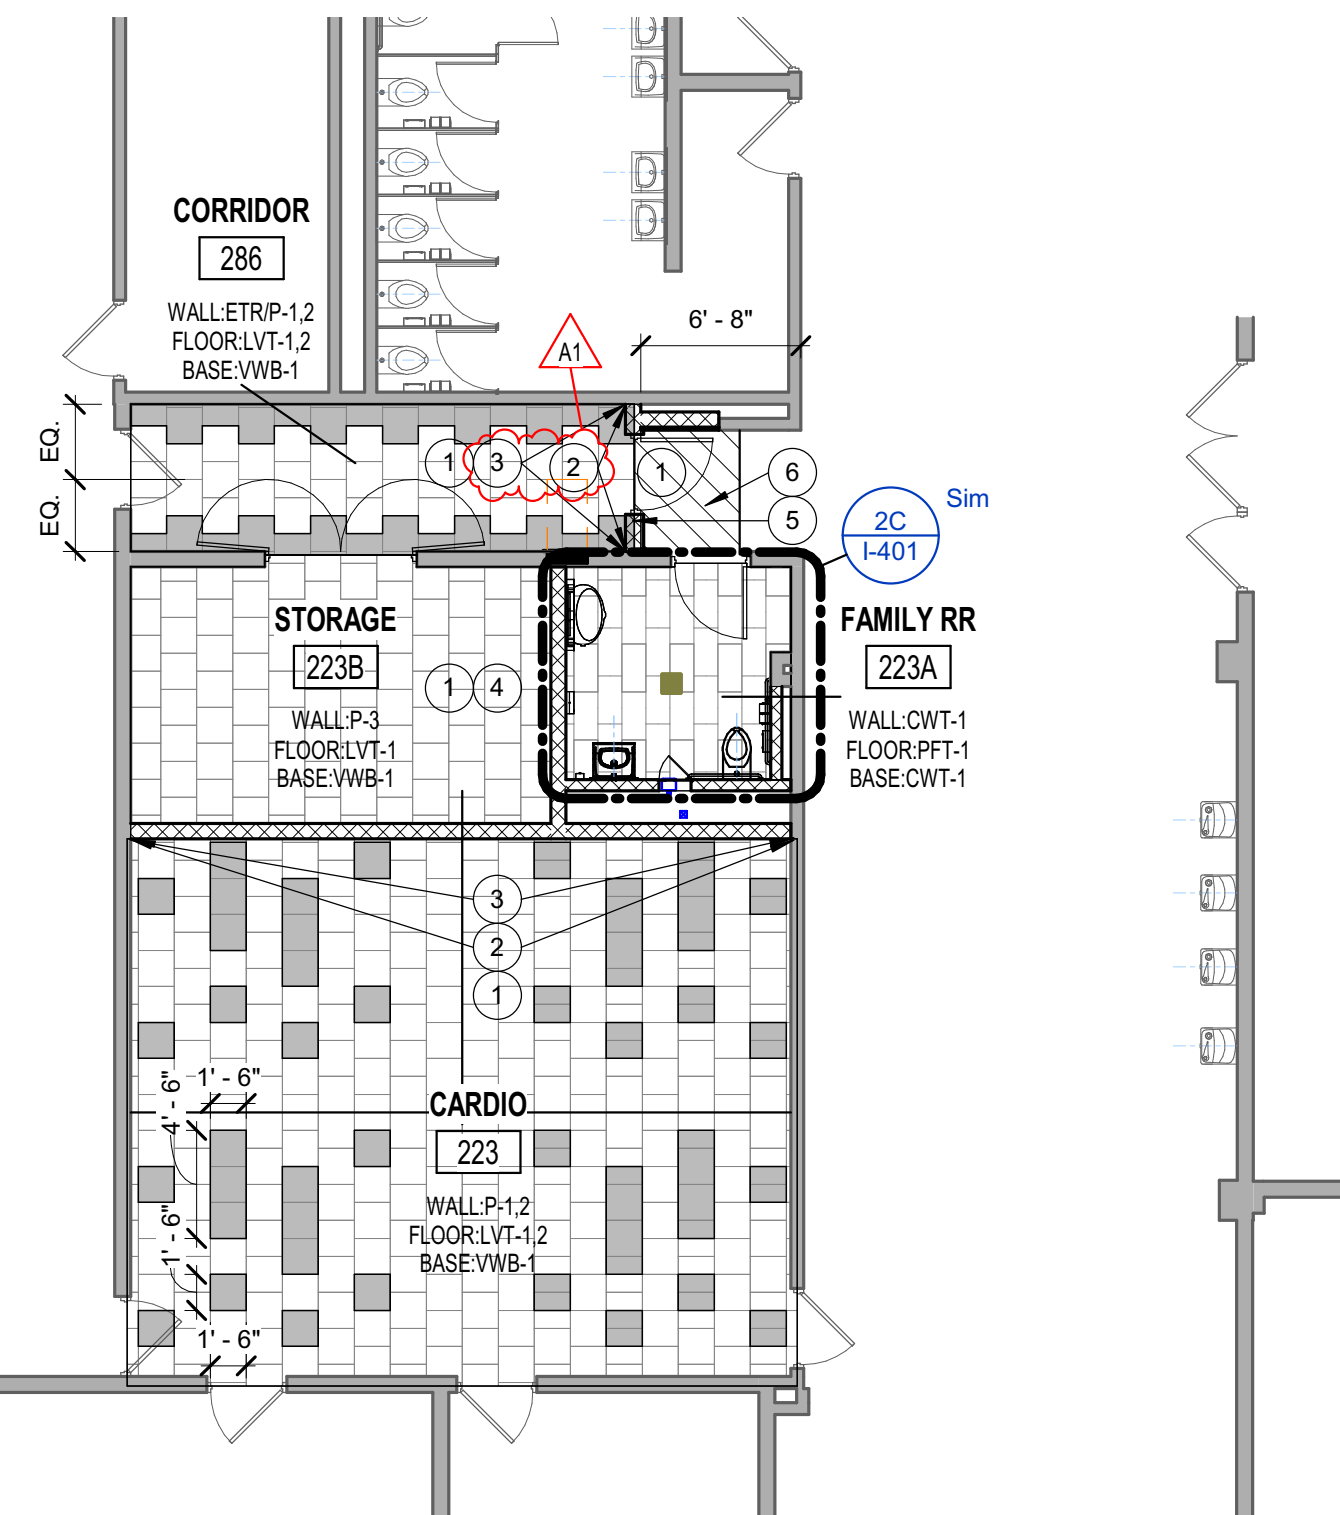 CORRIDOR
286
WALL:ETR/P-1,2
FLOOR:LVT-1,2
BASE:VWB-1
6' - 8"
A1
EQ.
EQ.
1
3
2
1
6
5
2C
I-401
Sim
STORAGE
223B
WALL:P-3
FLOOR:LVT-1
BASE:VWB-1
1
4
FAMILY RR
223A
WALL:CWT-1
FLOOR:PFT-1
BASE:CWT-1
3
2
1
1' - 6"
4' - 6"
1' - 6"
1' - 6"
CARDIO
223
WALL:P-1,2
FLOOR:LVT-1,2
BASE:VWB-1